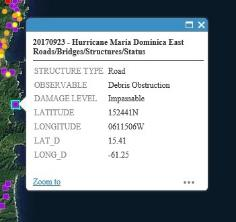 20170923 - Hurricane Maria Dominica East
Roads/Bridges/Structures/Status
STRUCTURE TYPE Road
OBSERVABLE Debris Obstruction
DAMAGE LEVEL Impassable
LATITUDE 152441N
LONGITUDE 0611506W
LAT_D 15.41
LONG_D -61.25
Zoom to